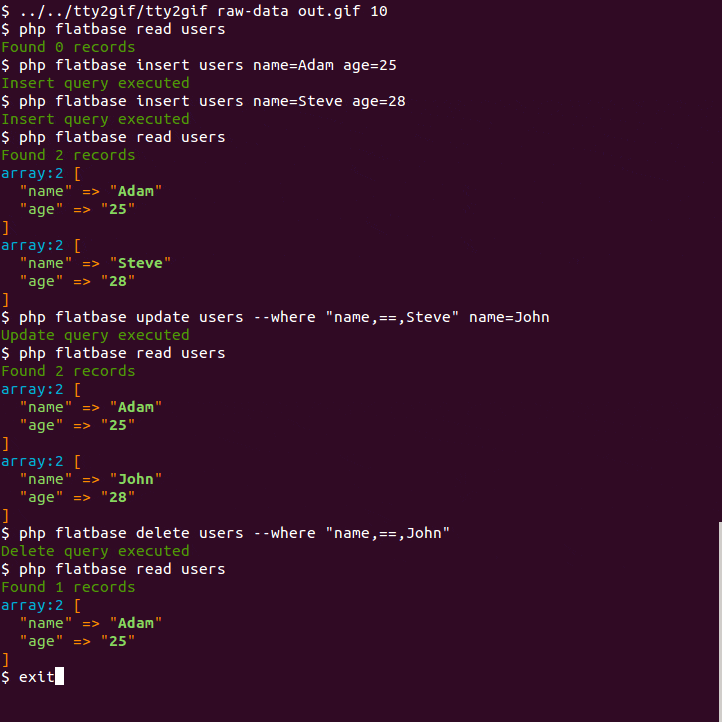 $ ../../tty2gif/tty2gif raw-data out.gif 10
$ php flatbase read users
Found 0 records
$ php flatbase insert users name=Adam age=25
Insert query executed
$ php flatbase insert users name=Steve age=28
Insert query executed
$ php flatbase read users
Found 2 records
array:2 [
  "name" => "Adam"
  "age" => "25"
]
array:2 [
  "name" => "Steve"
  "age" => "28"
]
$ php flatbase update users --where "name,==,Steve" name=John
Update query executed
$ php flatbase read users
Found 2 records
array:2 [
  "name" => "Adam"
  "age" => "25"
]
array:2 [
  "name" => "John"
  "age" => "28"
]
$ php flatbase delete users --where "name,==,John"
Delete query executed
$ php flatbase read users
Found 1 records
array:2 [
  "name" => "Adam"
  "age" => "25"
]
$ exit